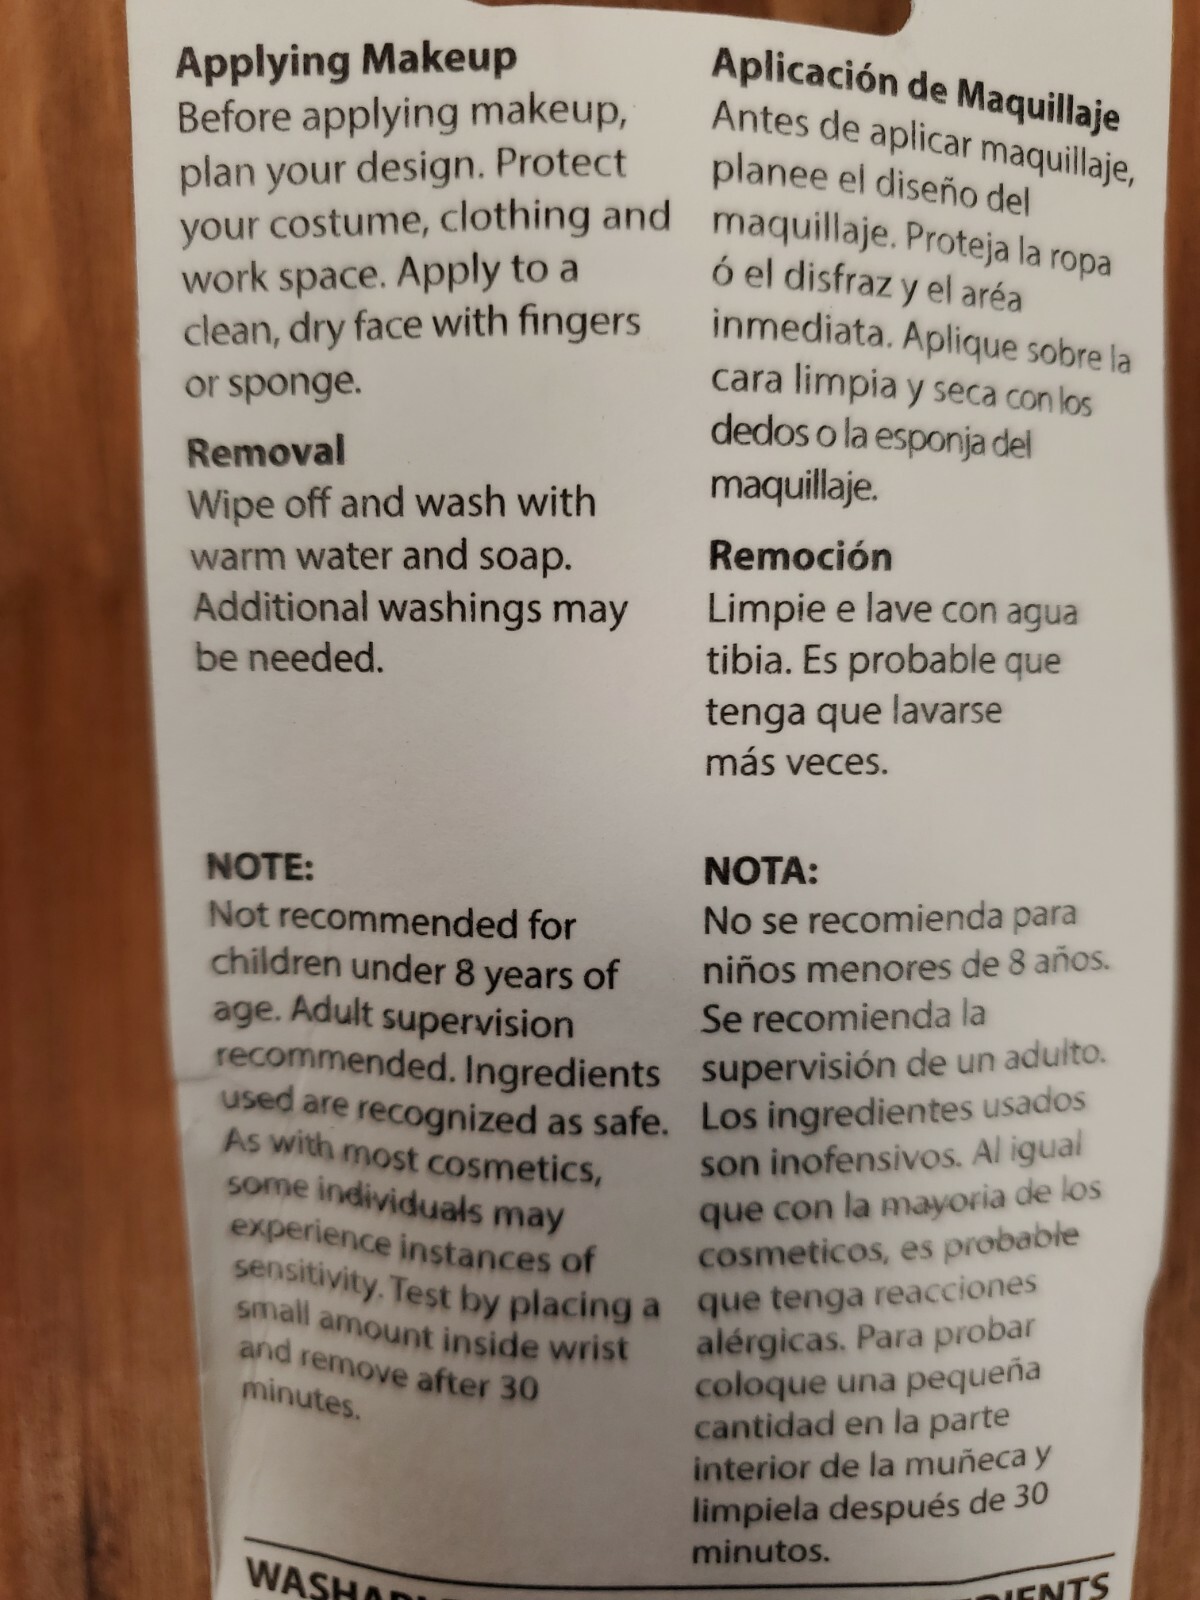 Applying Makeup
Before applying makeup,
plan your design. Protect
your costume, clothing and
work space. Apply to a
clean, dry face with fingers
or sponge.
Removal
Wipe off and wash with
warm water and soap.
Additional washings may
be needed.
NOTE:
Not recommended for
children under 8 years of
age. Adult supervision
recommended. Ingredients
used are recognized as safe.
As with most cosmetics,
some individuals may
experience instances of
sensitivity. Test by placing a
small amount inside wrist
and remove after 30
minutes.
Aplicación de Maquillaje
Antes de aplicar maquillaje,
planee el diseño del
maquillaje. Proteja la ropa
ó el disfraz y el aréa
inmediata. Aplique sobre la
cara limpia y seca con los
dedos o la esponja del
maquillaje.
Remoción
Limpie e lave con agua
tibia. Es probable que
tenga que lavarse
más veces.
NOTA:
No se recomienda para
niños menores de 8 años.
Se recomienda la
supervisión de un adulto.
Los ingredientes usados
son inofensivos. Al igual
que con la mayoria de los
cosmeticos, es probable
que tenga reacciones
alérgicas. Para probar
coloque una pequeña
cantidad en la parte
interior de la muñeca y
limpiela después de 30
minutos.